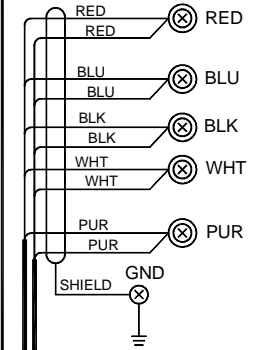 RED RED
RED
BLU BLU
BLU
BLK BLK
BLK
WHT WHT
WHT
PUR PUR
PUR
GND
SHIELD